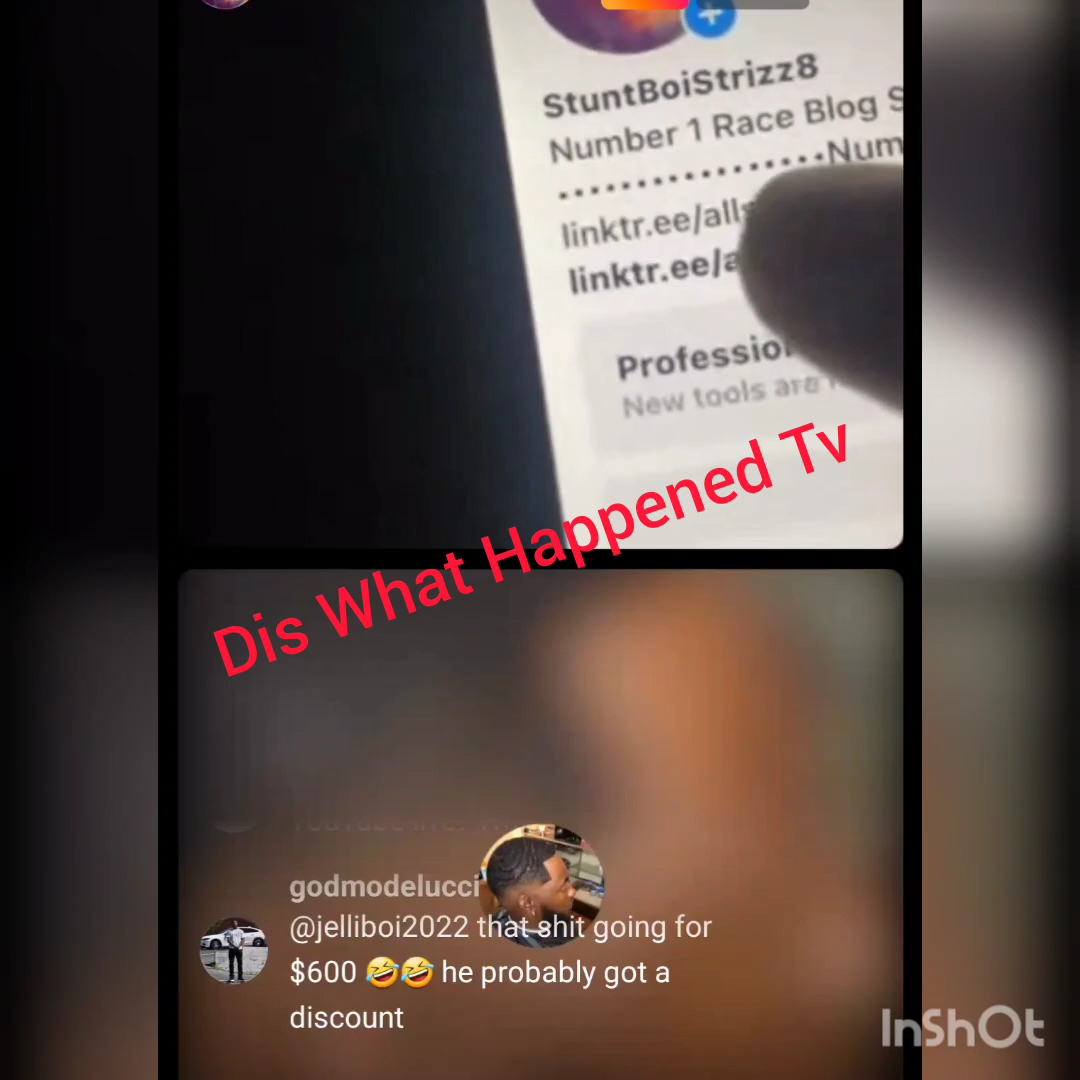 StuntBoiStrizz8
Number 1 Race Blog
.................Num
linktr.ee/all
linktr.ee/a
Professio
New tools are
Dis What Happened Tv
godmodelucci
@jelliboi2022 that shit going for
$600 🤣🤣 he probably got a
discount
InShOt